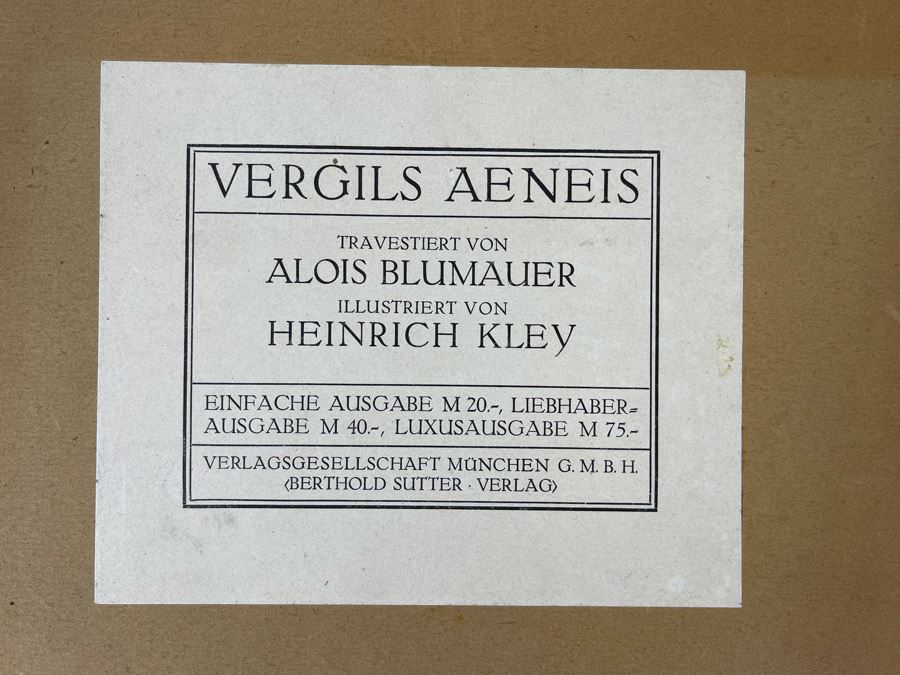 VERGILS AENEIS
TRAVESTIERT VON
ALOIS BLUMAUER
ILLUSTRIERT VON
HEINRICH KLEY
EINFACHE AUSGABE M 20.-, LIEBHABER=
AUSGABE M 40.-, LUXUSAUSGABE M 75.-
VERLAGSGESELLSCHAFT MÜNCHEN G. M. B. H.
〈BERTHOLD SUTTER · VERLAG〉